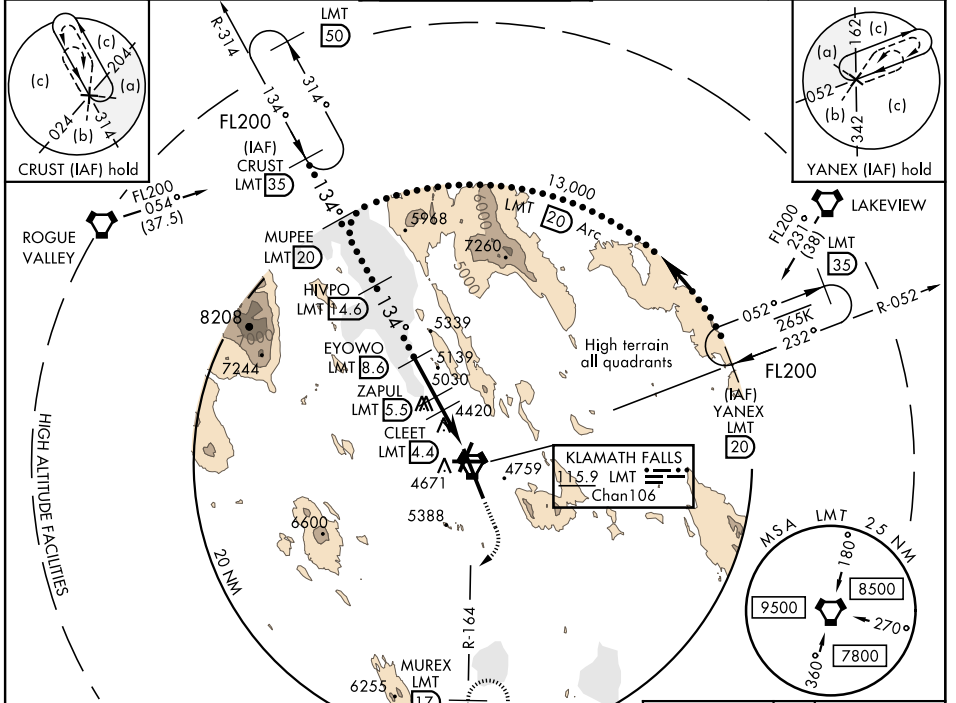 LMT
50
R-314
314°
134°
FL200
(IAF)
CRUST
LMT 35
134°
(c)
(c)
204
(a)
024
(b)
314
CRUST (IAF) hold
162
(c)
(a)
052
(b)
(c)
342
YANEX (IAF) hold
FL200
054°
(37.5)
ROGUE
VALLEY
13,000
LMT 20 Arc
LAKEVIEW
FL200
231°
(38)
LMT
35
052°
265K
232°
R-052
FL200
(IAF)
YANEX
LMT
20
5968
9000
7260
5000
MUPEE
LMT 20
HIVPO
LMT 14.6
134°
8208
7000
7244
5339
EYOWO
LMT 8.6
5139
5030
ZAPUL
LMT 5.5
4420
CLEET
LMT 4.4
4671
4759
High terrain
all quadrants
KLAMATH FALLS
115.9 LMT
Chan 106
5388
6600
20 NM
HIGH ALTITUDE FACILITIES
R-164
MUREX
LMT
17
6255
MSA LMT 25 NM
180°
8500
9500
270°
7800
360°